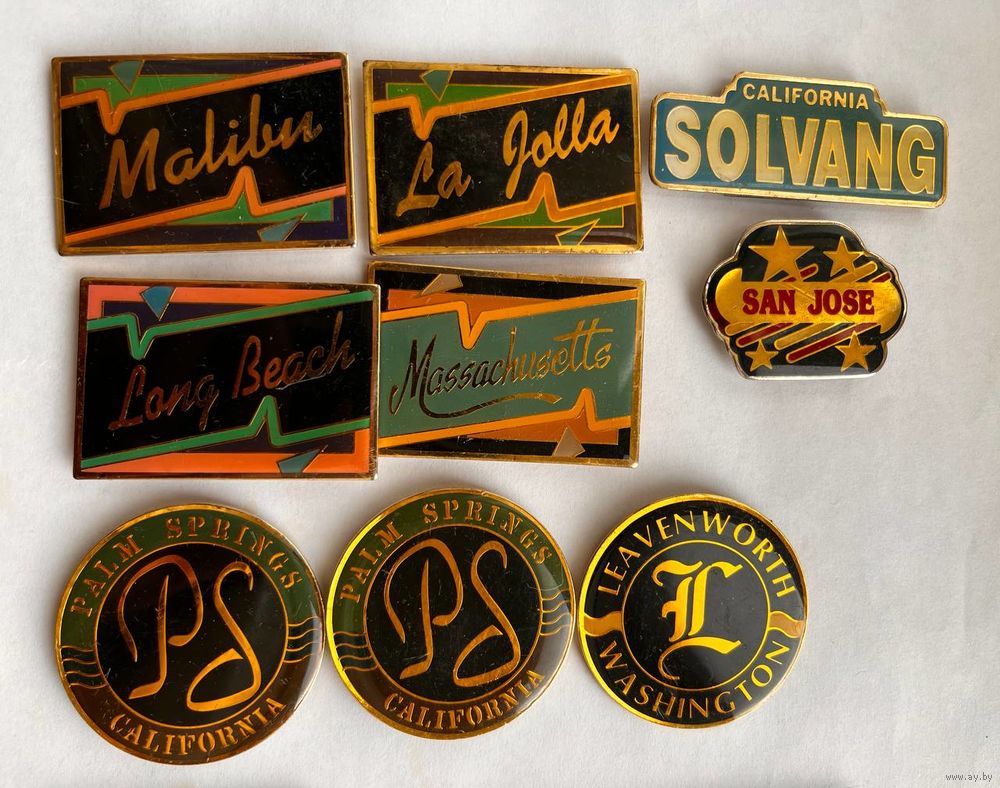 Malibu
La Jolla
CALIFORNIA
SOLVANG
SAN JOSE
Long Beach
Massachusetts
PALM SPRINGS
PS
CALIFORNIA
PALM SPRINGS
PS
CALIFORNIA
LEAVENWORTH
L
WASHINGTON
www.ay.by